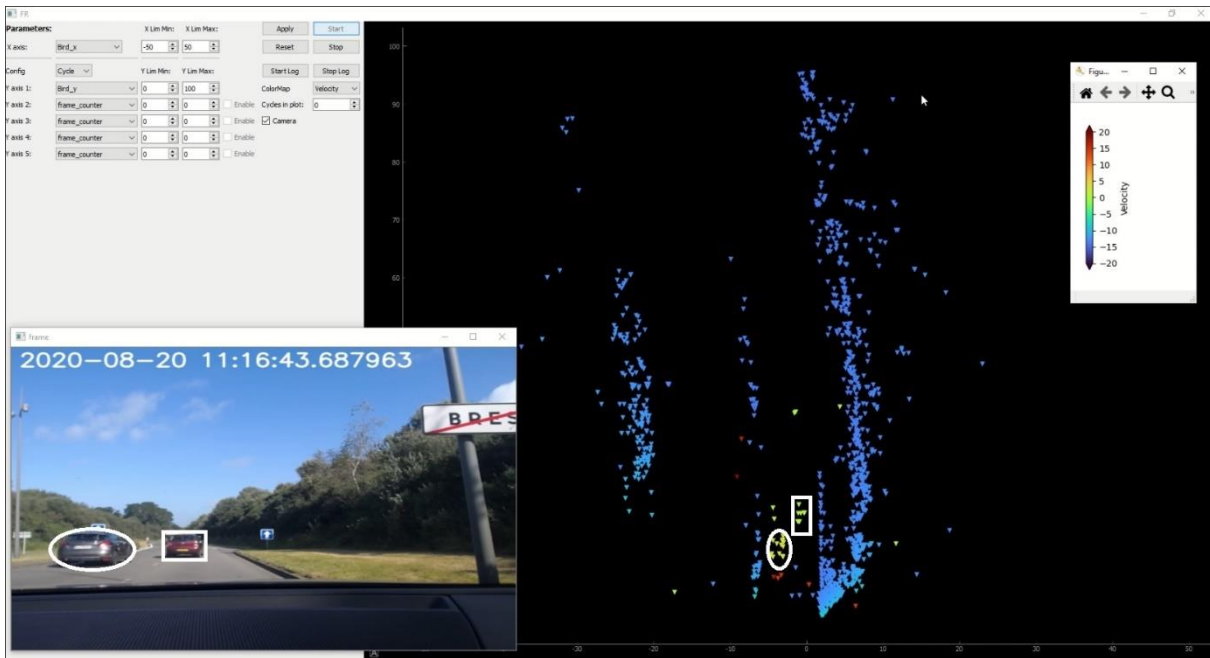 FR
Parameters:
X Lim Min:
X Lim Max:
Apply
Start
X axis:
Bird_x
-50
50
Reset
Stop
Config
Cycle
Y Lim Min:
Y Lim Max:
Start Log
Stop Log
Y axis 1:
Bird_y
0
100
ColorMap
Velocity
Y axis 2:
frame_counter
0
0
Enable
Cycles in plot:
0
Y axis 3:
frame_counter
0
0
Enable
Camera
Y axis 4:
frame_counter
0
0
Enable
Y axis 5:
frame_counter
0
0
Enable
100
90
80
70
60
Figu...
20
15
10
5
0
−5
−10
−15
−20
Velocity
Frame
2020-08-20 11:16:43.687963
BRES
-30
-20
-10
0
10
20
30
40
50
A